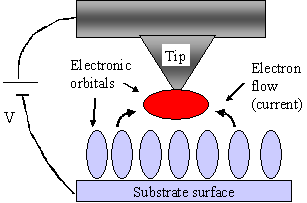 Tip
Electronic
orbitals
Electron
flow
(current)
V
Substrate surface